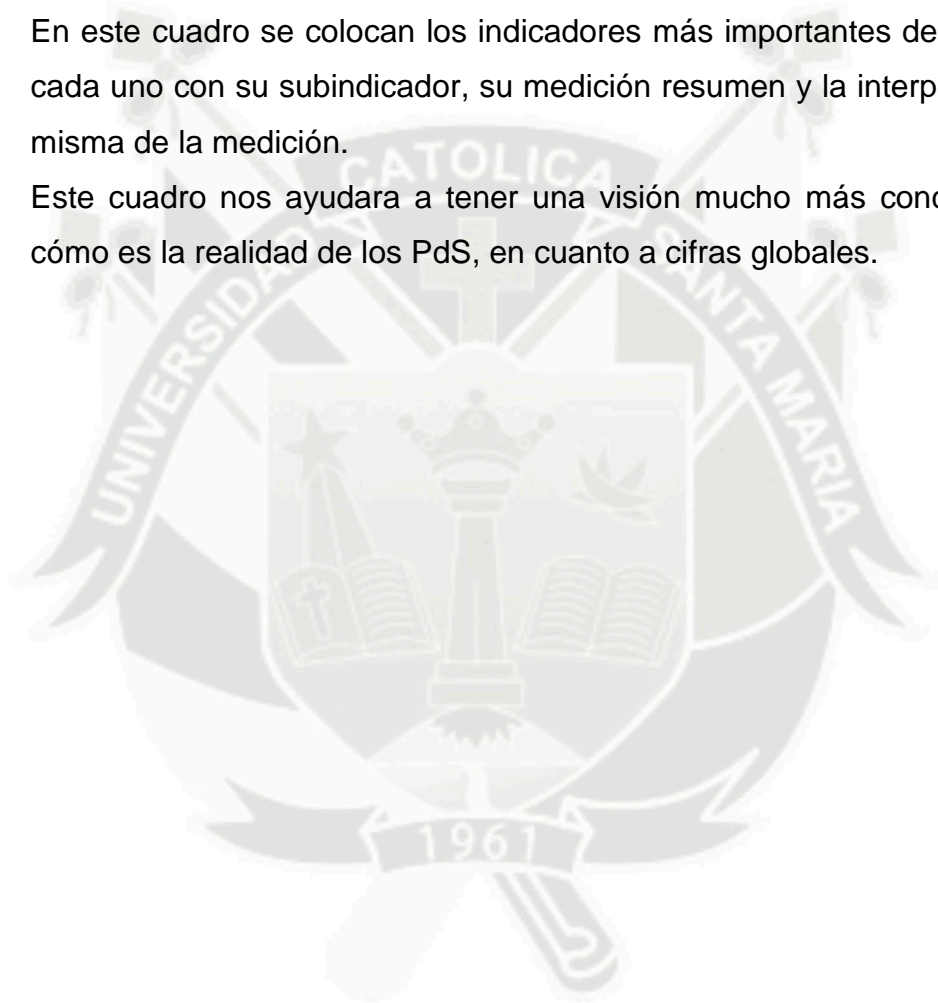 En este cuadro se colocan los indicadores más importantes de
cada uno con su subindicador, su medición resumen y la
misma de la medición.
Este cuadro nos ayudara a tener una visión mucho más
cómo es la realidad de los PdS, en cuanto a cifras globales.
UNIVERSIDAD CATOLICA SANTA MARIA
1961